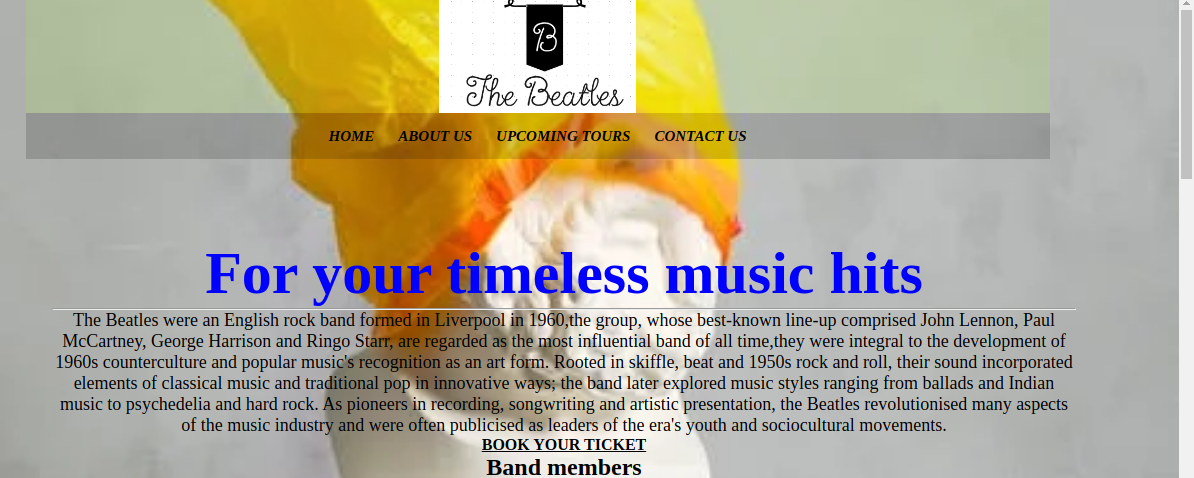 B
The Beatles
HOME ABOUT US UPCOMING TOURS CONTACT US
For your timeless music hits
The Beatles were an English rock band formed in Liverpool in 1960,the group, whose best-known line-up comprised John Lennon, Paul
McCartney, George Harrison and Ringo Starr, are regarded as the most influential band of all time,they were integral to the development of
1960s counterculture and popular music's recognition as an art form. Rooted in skiffle, beat and 1950s rock and roll, their sound incorporated
elements of classical music and traditional pop in innovative ways; the band later explored music styles ranging from ballads and Indian
music to psychedelia and hard rock. As pioneers in recording, songwriting and artistic presentation, the Beatles revolutionised many aspects
of the music industry and were often publicised as leaders of the era's youth and sociocultural movements.
BOOK YOUR TICKET
Band members